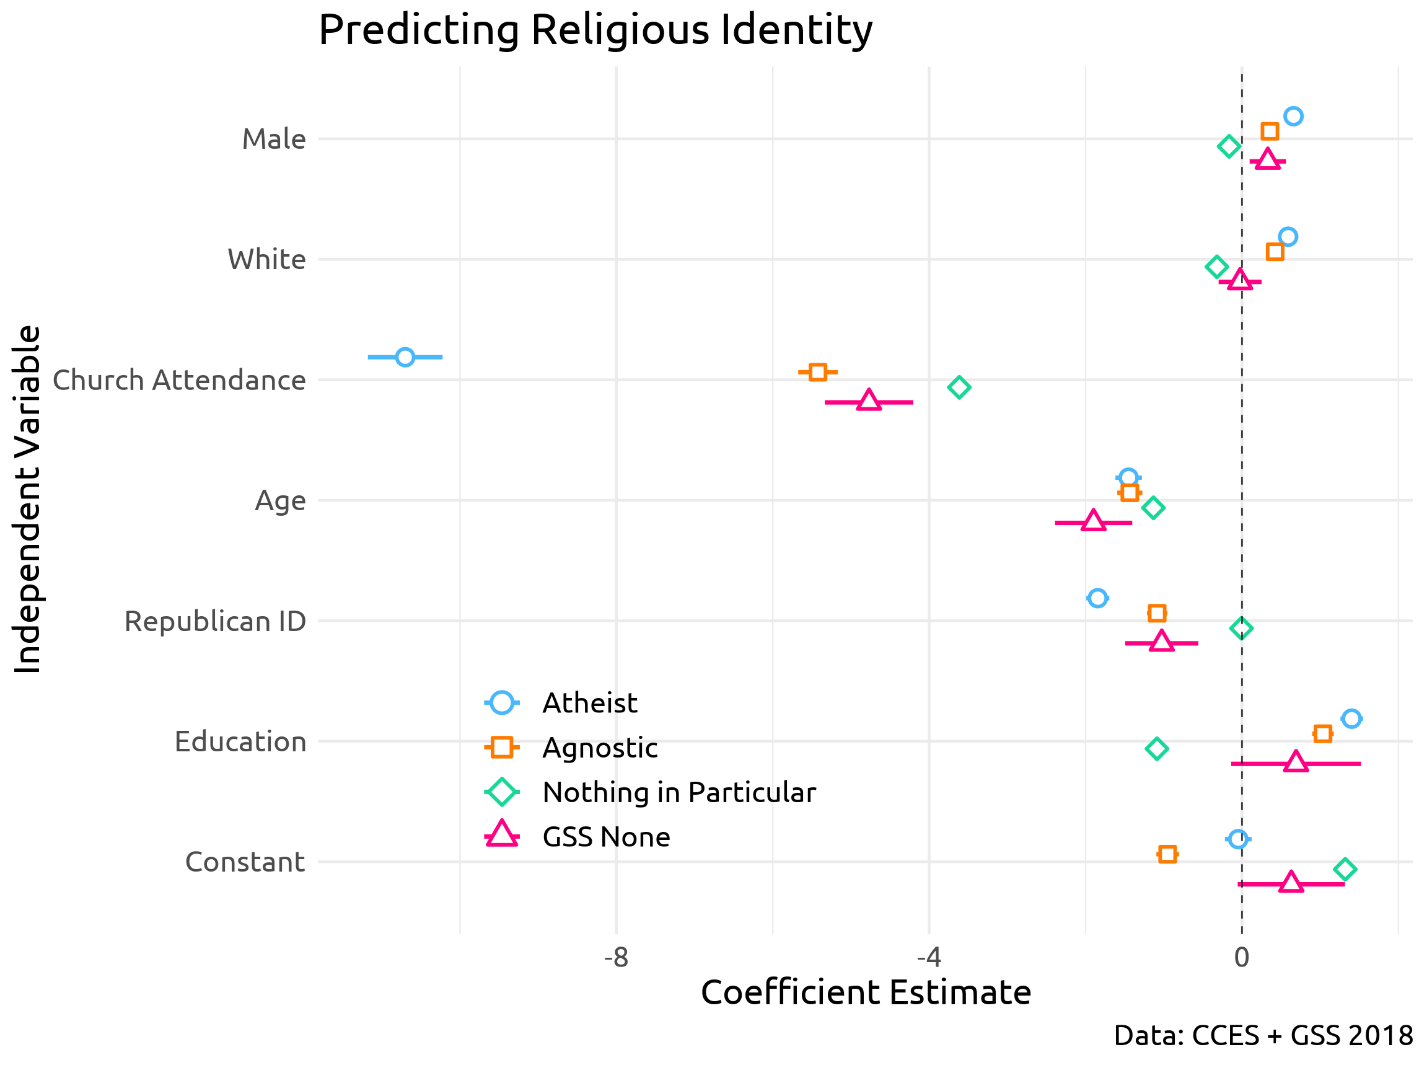 Predicting Religious Identity
Independent Variable
Male
White
Church Attendance
Age
Republican ID
Education
Constant
Atheist
Agnostic
Nothing in Particular
GSS None
-8
-4
0
Coefficient Estimate
Data: CCES + GSS 2018